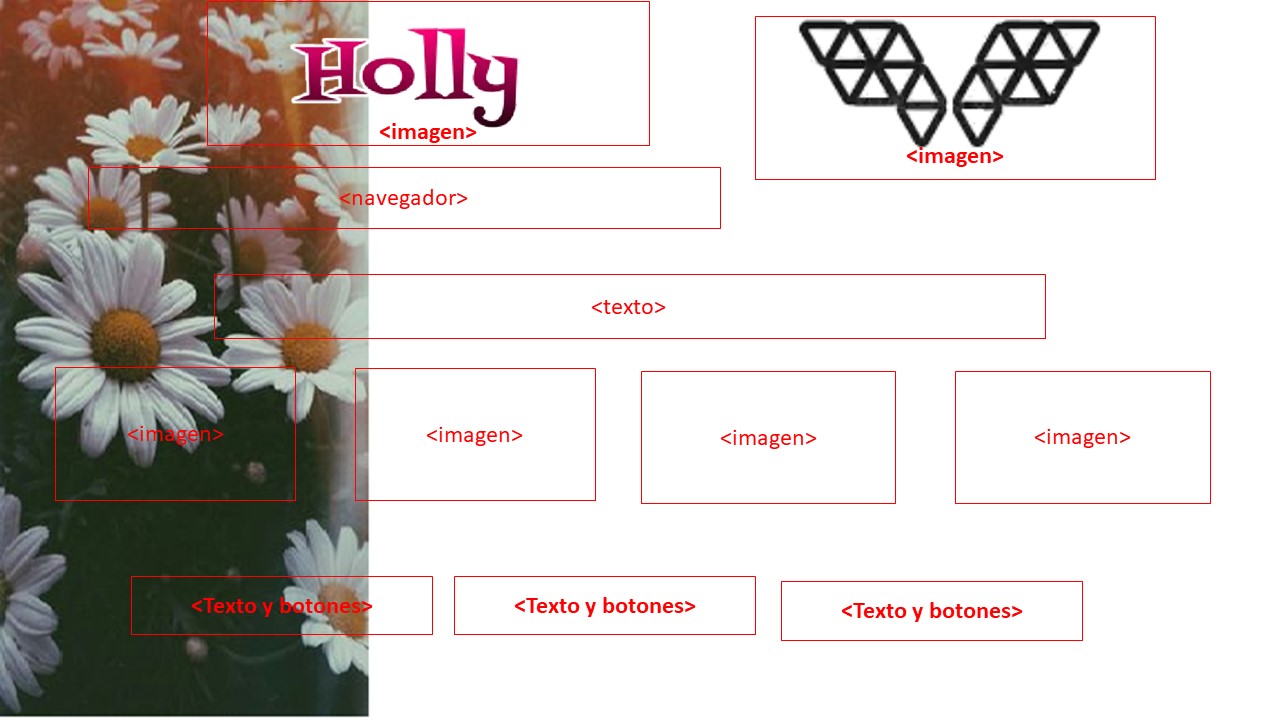 Holly
<imagen>
<imagen>
<navegador>
<texto>
<imagen>
<imagen>
<imagen>
<imagen>
<Texto y botones>
<Texto y botones>
<Texto y botones>